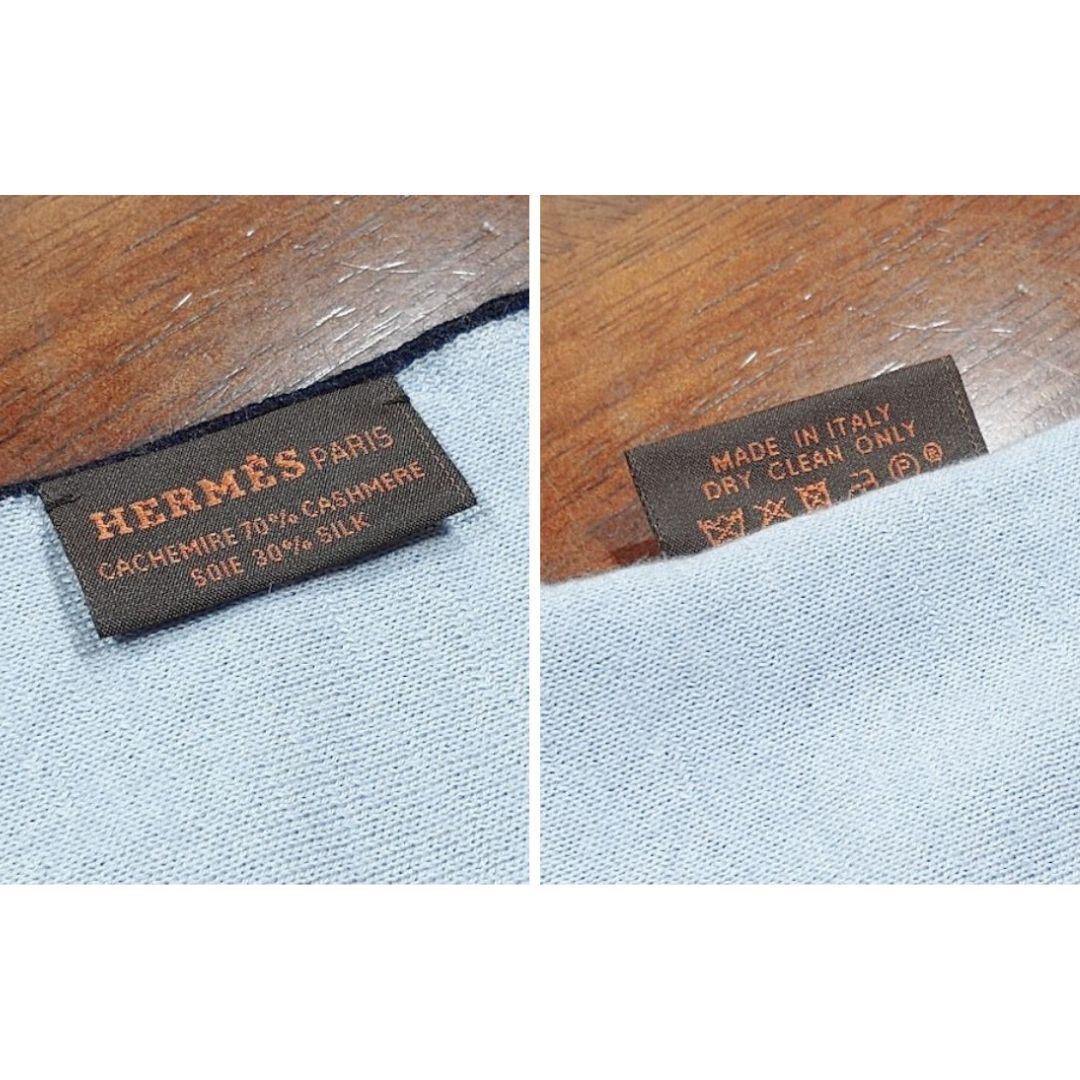 HERMÈS PARIS
CACHEMIRE 70% CASHMERE
SOIE 30% SILK
MADE IN ITALY
DRY CLEAN ONLY
P